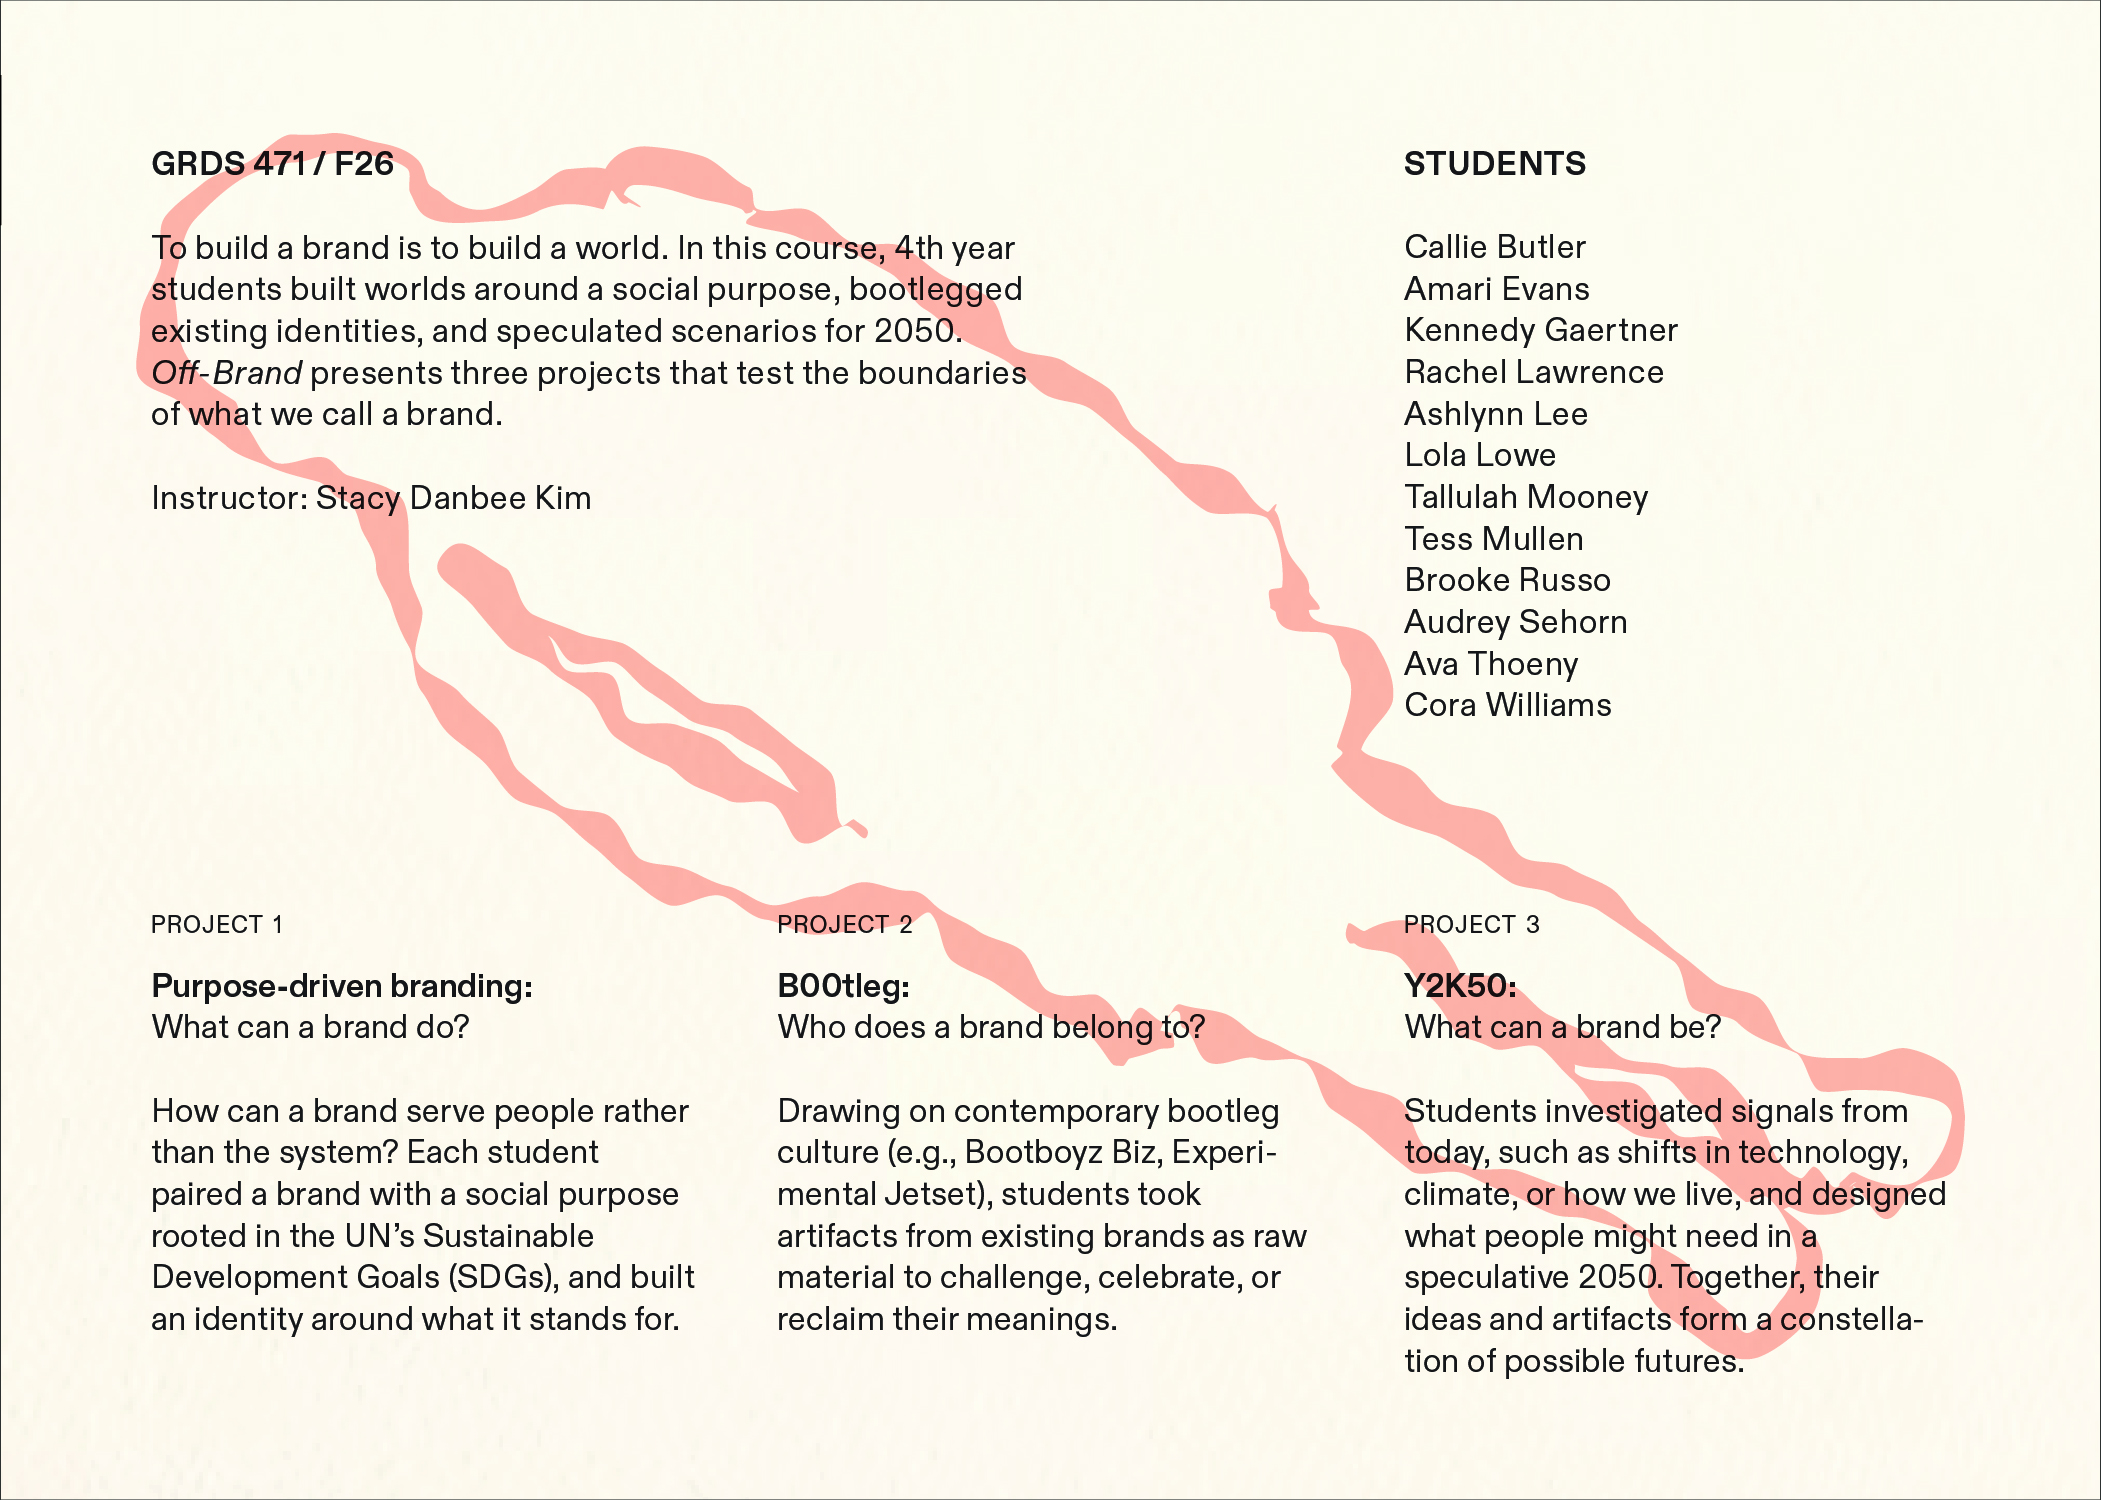 GRDS 471 / F26
To build a brand is to build a world. In this course, 4th year
students built worlds around a social purpose, bootlegged
existing identities, and speculated scenarios for 2050.
Off-Brand presents three projects that test the boundaries
of what we call a brand.
Instructor: Stacy Danbee Kim
STUDENTS
Callie Butler
Amari Evans
Kennedy Gaertner
Rachel Lawrence
Ashlynn Lee
Lola Lowe
Tallulah Mooney
Tess Mullen
Brooke Russo
Audrey Sehorn
Ava Thoeny
Cora Williams
PROJECT 1
Purpose-driven branding:
What can a brand do?
How can a brand serve people rather
than the system? Each student
paired a brand with a social purpose
rooted in the UN’s Sustainable
Development Goals (SDGs), and built
an identity around what it stands for.
PROJECT 2
B00tleg:
Who does a brand belong to?
Drawing on contemporary bootleg
culture (e.g., Bootboyz Biz, Experi-
mental Jetset), students took
artifacts from existing brands as raw
material to challenge, celebrate, or
reclaim their meanings.
PROJECT 3
Y2K50:
What can a brand be?
Students investigated signals from
today, such as shifts in technology,
climate, or how we live, and designed
what people might need in a
speculative 2050. Together, their
ideas and artifacts form a constella-
tion of possible futures.